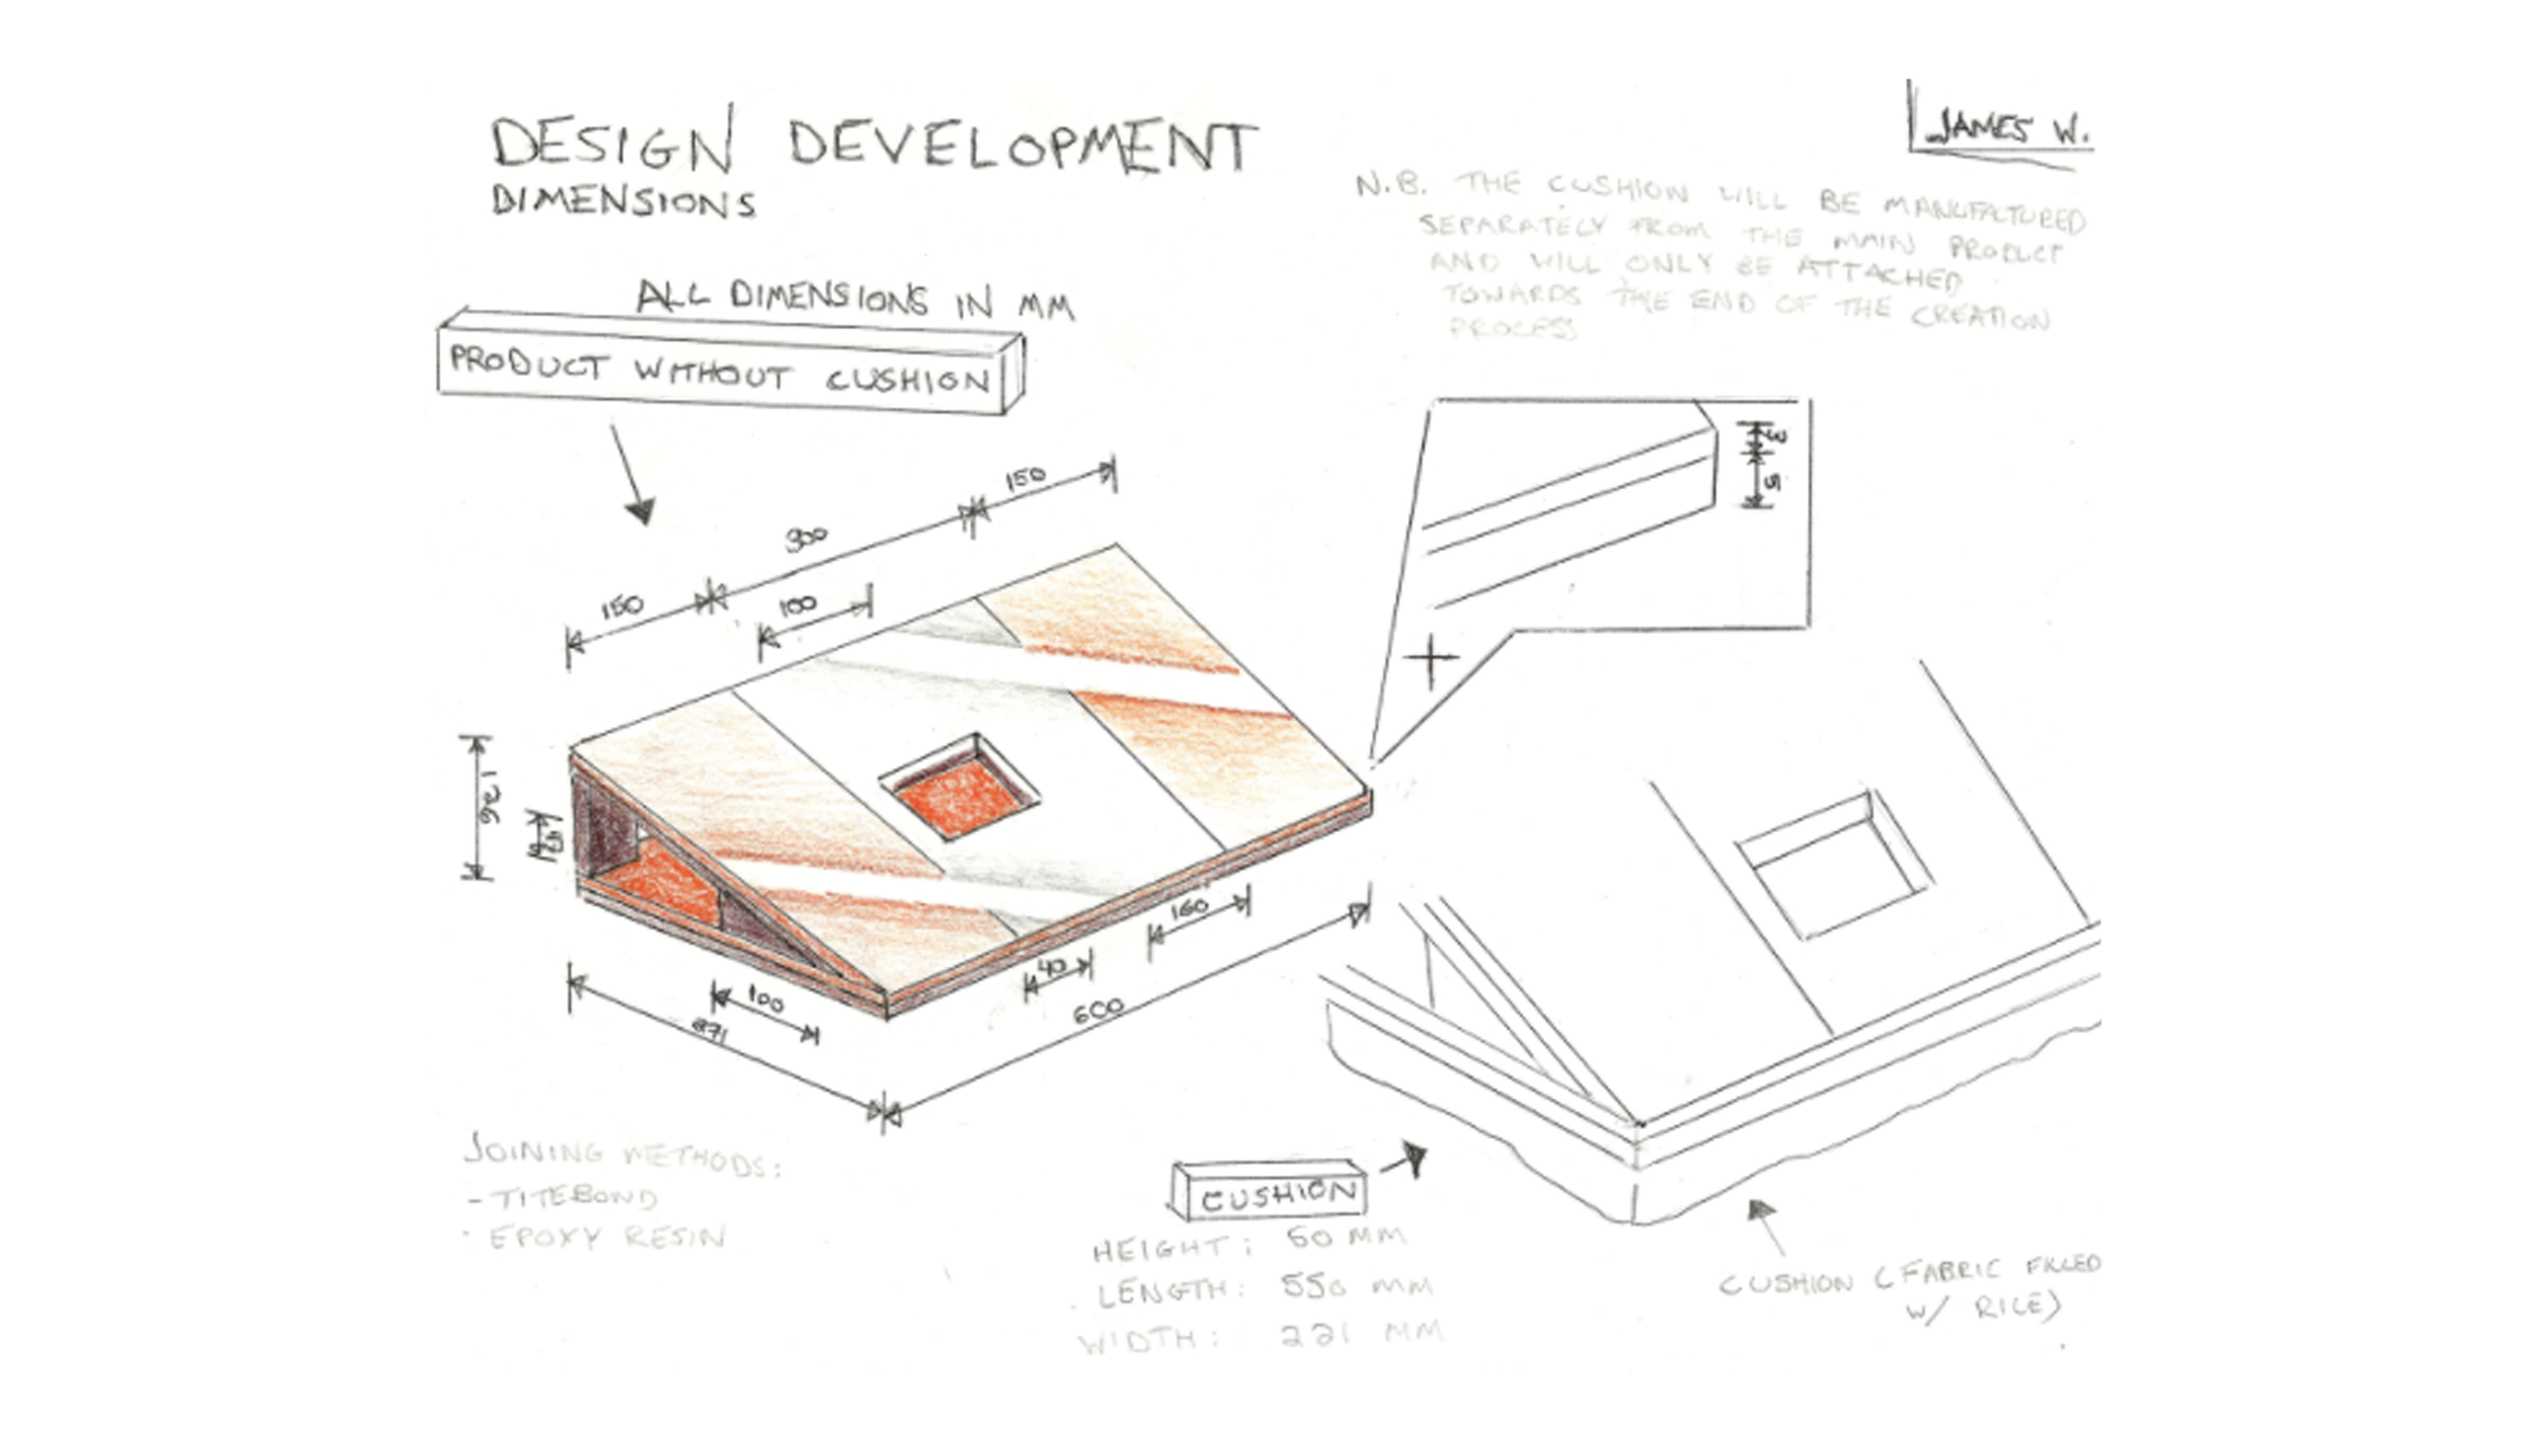 DESIGN DEVELOPMENT
DIMENSIONS
JAMES W.
N.B. THE CUSHION WILL BE MANUFACTURED
SEPARATELY FROM THE MAIN PRODUCT
AND WILL ONLY BE ATTACHED
TOWARDS THE END OF THE CREATION
PROCESS
ALL DIMENSIONS IN MM
PRODUCT WITHOUT CUSHION
150
300
150
100
3
5
126
100
271
40
160
600
JOINING METHODS:
- TITEBOND
- EPOXY RESIN
CUSHION
HEIGHT: 50 MM
LENGTH: 550 MM
WIDTH: 221 MM
CUSHION (FABRIC FILLED
W/ RICE)